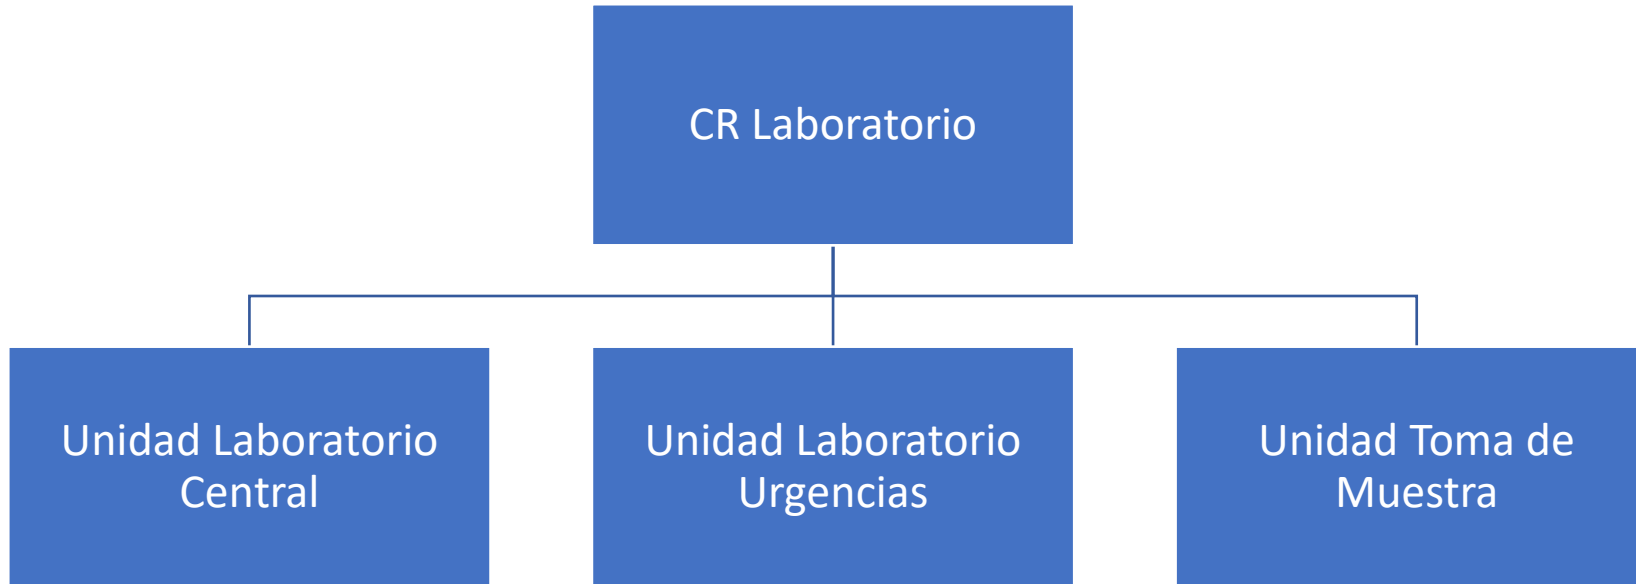 CR Laboratorio
Unidad Laboratorio
Central
Unidad Laboratorio
Urgencias
Unidad Toma de
Muestra